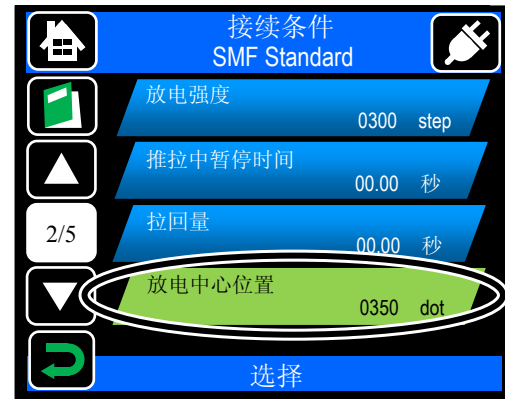 接续条件
SMF Standard
放电强度
0300 step
推拉中暂停时间
00.00 秒
2/5
拉回量
00.00 秒
放电中心位置
0350 dot
选择